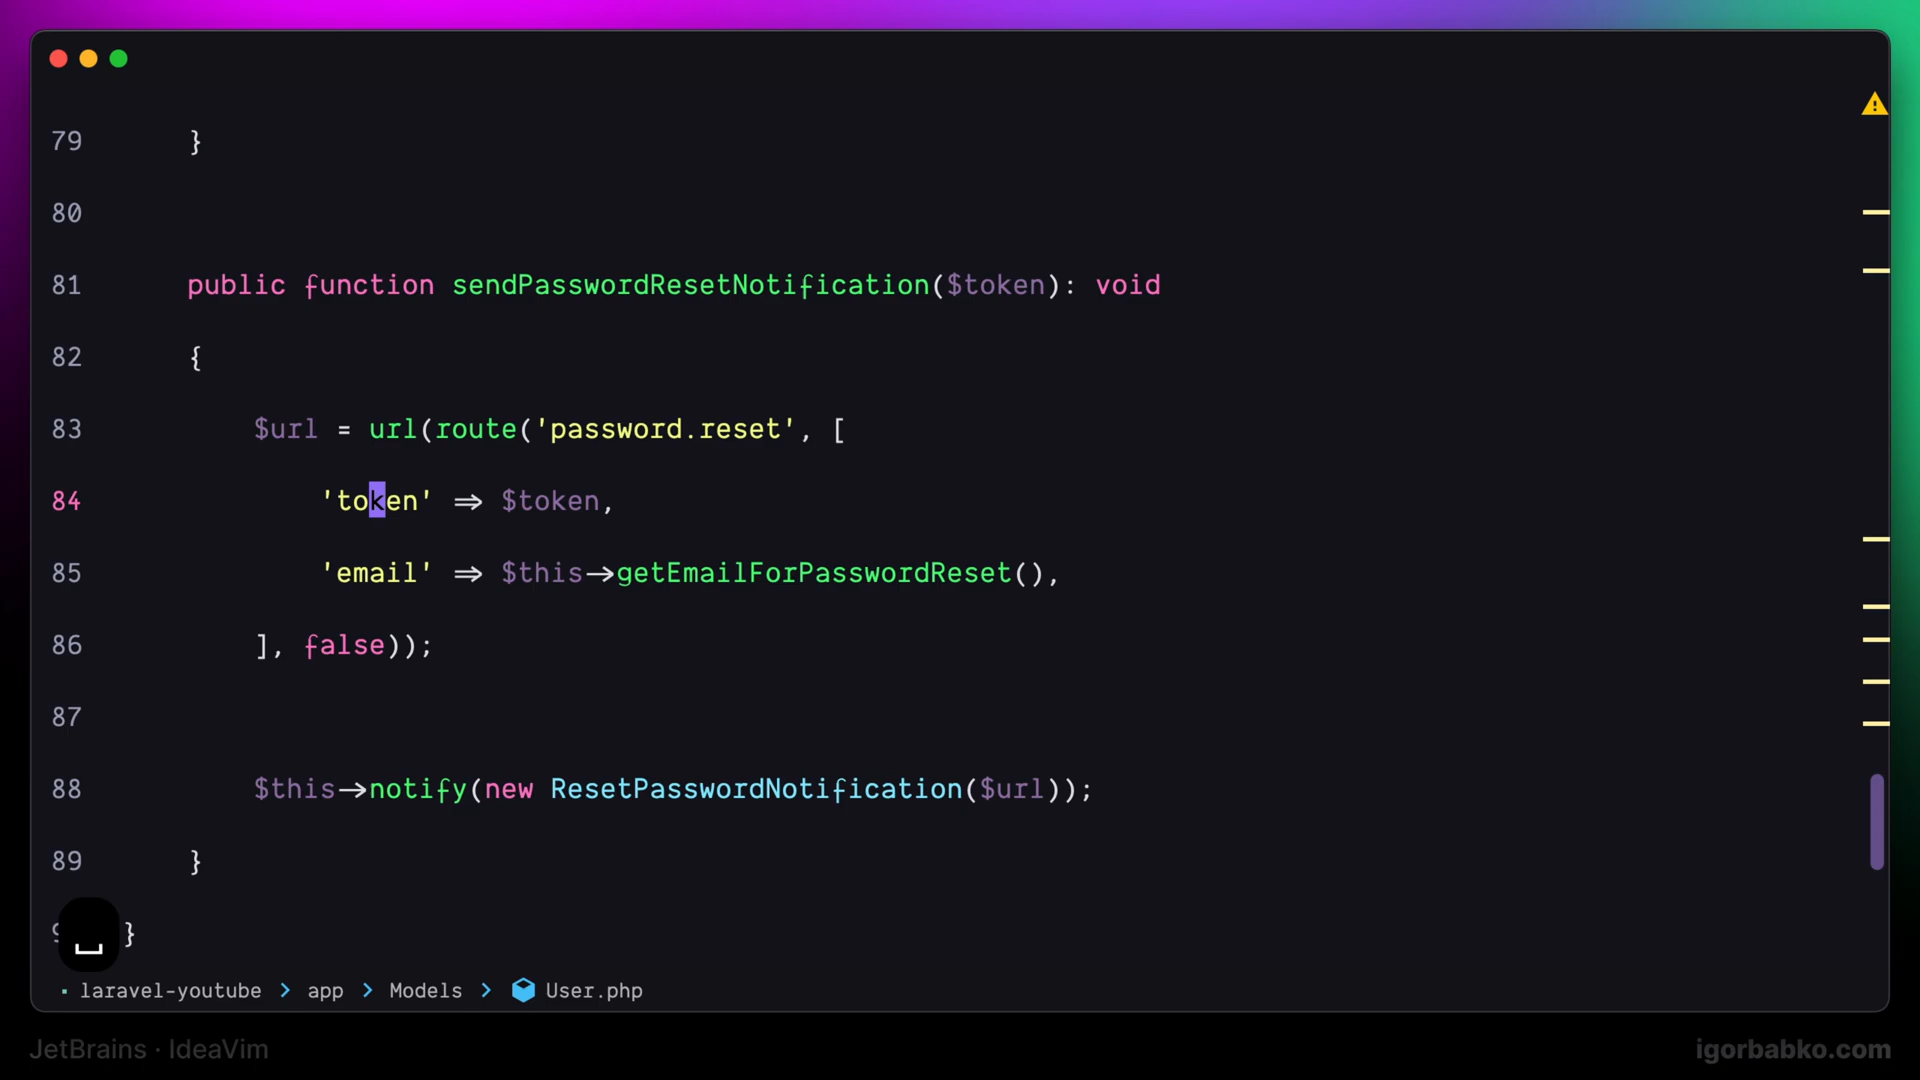 79 }
80
81 public function sendPasswordResetNotification($token): void
82 {
83 $url = url(route('password.reset', [
84 'token' => $token,
85 'email' => $this->getEmailForPasswordReset(),
86 ], false));
87
88 $this->notify(new ResetPasswordNotification($url));
89 }
}
laravel-youtube > app > Models > User.php
JetBrains · IdeaVim
igorbabko.com